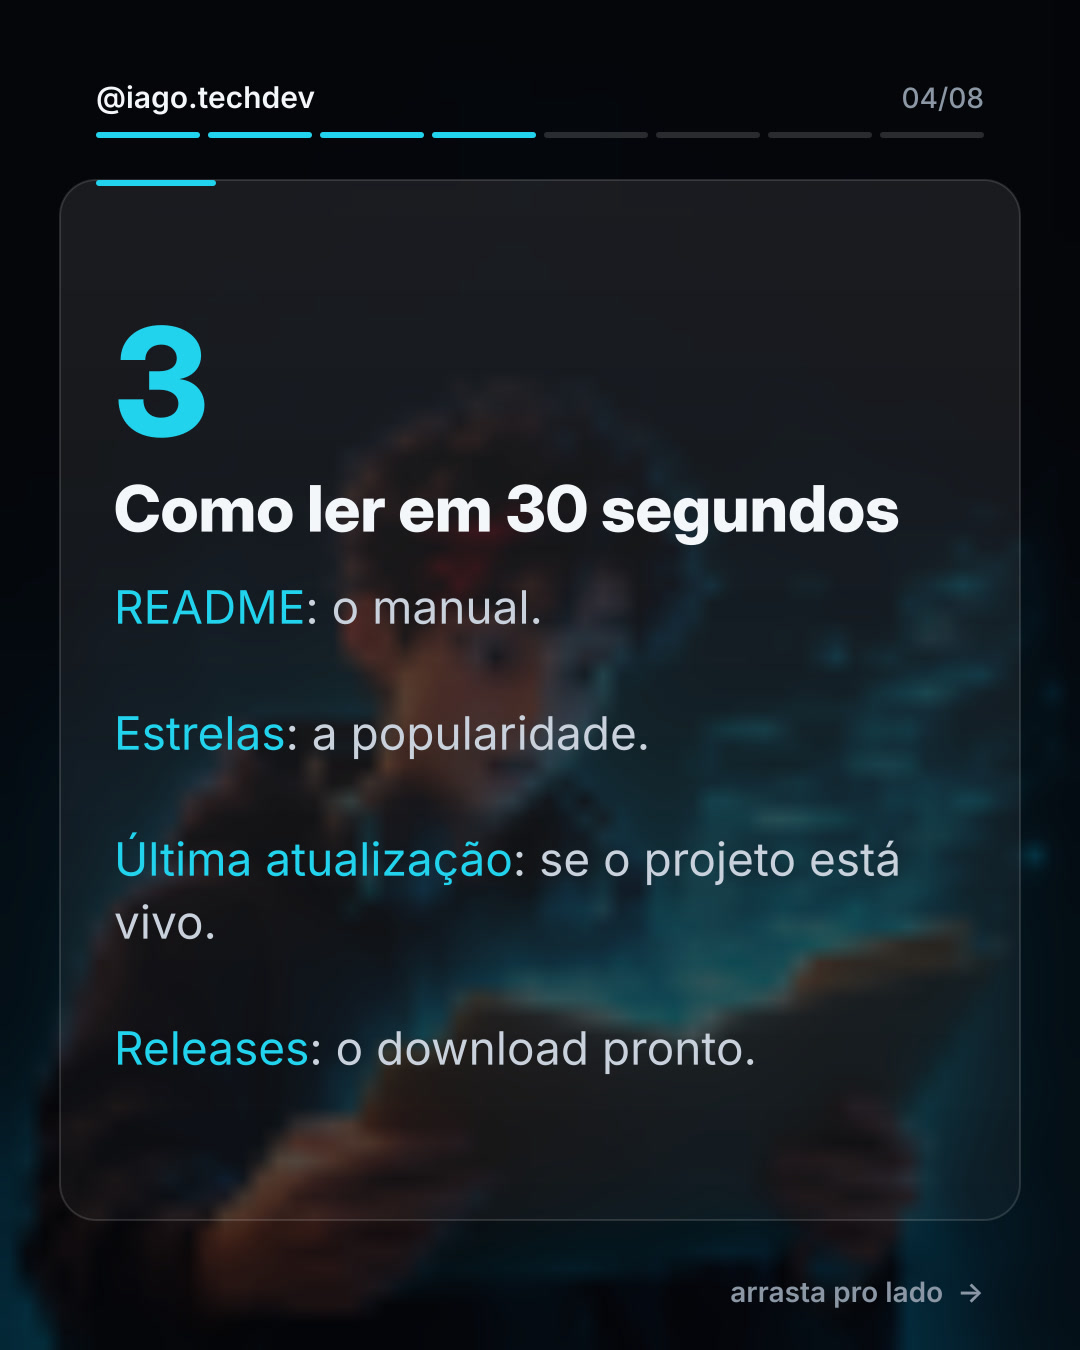 @iago.techdev
04/08
3
Como ler em 30 segundos
README: o manual.
Estrelas: a popularidade.
Última atualização: se o projeto está
vivo.
Releases: o download pronto.
arrasta pro lado →